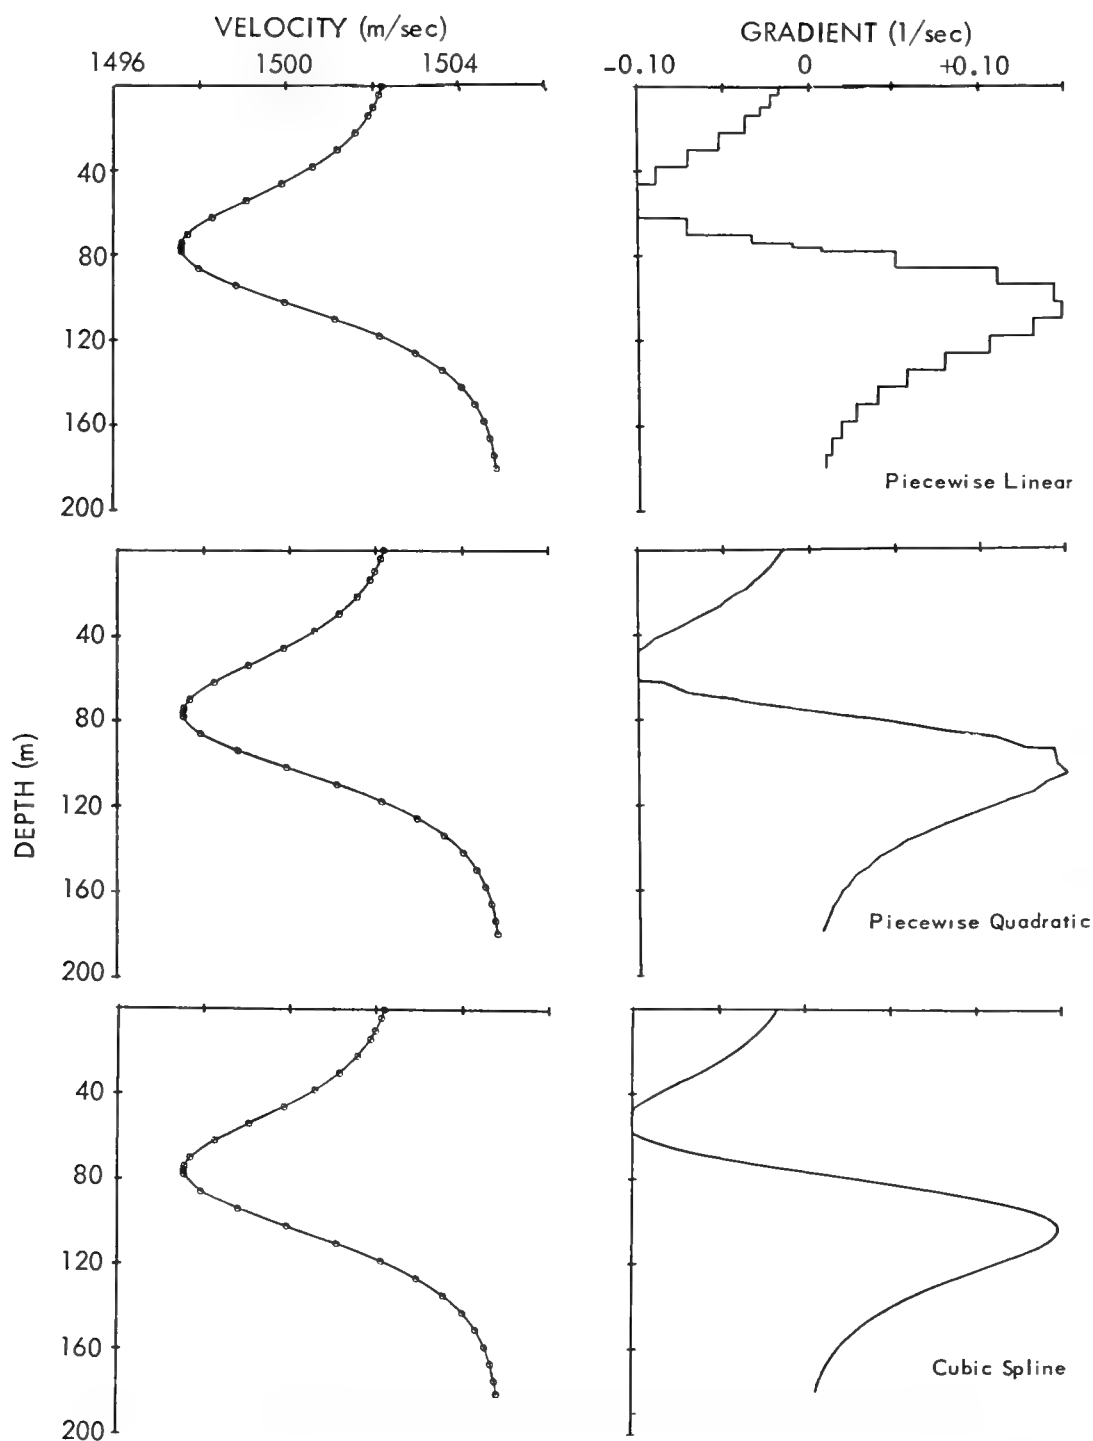 VELOCITY (m/sec)
1496 1500 1504
GRADIENT (1/sec)
-0.10 0 +0.10
40
80
120
160
200
Piecewise Linear
40
80
120
160
200
Piecewise Quadratic
DEPTH (m)
40
80
120
160
200
Cubic Spline